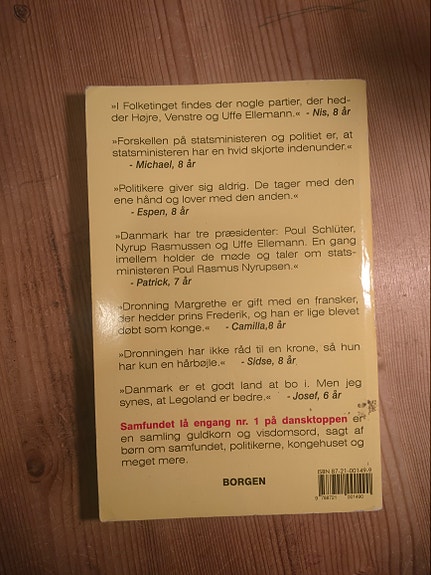 »I Folketinget findes der nogle partier, der hed-
der Højre, Venstre og Uffe Ellemann.« - Nis, 8 år
»Forskellen på statsministeren og politiet er, at
statsministeren har en hvid skjorte indenunder.«
- Michael, 8 år
»Politikere giver sig aldrig. De tager med den
ene hånd og lover med den anden.«
- Espen, 8 år
»Danmark har tre præsidenter: Poul Schlüter,
Nyrup Rasmussen og Uffe Ellemann. En gang
imellem holder de møde og taler om stats-
ministeren Poul Rasmus Nyrupsen.«
- Patrick, 7 år
»Dronning Margrethe er gift med en fransker,
der hedder prins Frederik, og han er lige blevet
døbt som konge.« - Camilla,8 år
»Dronningen har ikke råd til en krone, så hun
har kun en hårbøjle.« - Sidse, 8 år
»Danmark er et godt land at bo i. Men jeg
synes, at Legoland er bedre.« - Josef, 6 år
Samfundet lå engang nr. 1 på dansktoppen er
en samling guldkorn og visdomsord, sagt af
børn om samfundet, politikerne, kongehuset og
meget mere.
ISBN 87-21-00149-9
BORGEN
9 788721 001490